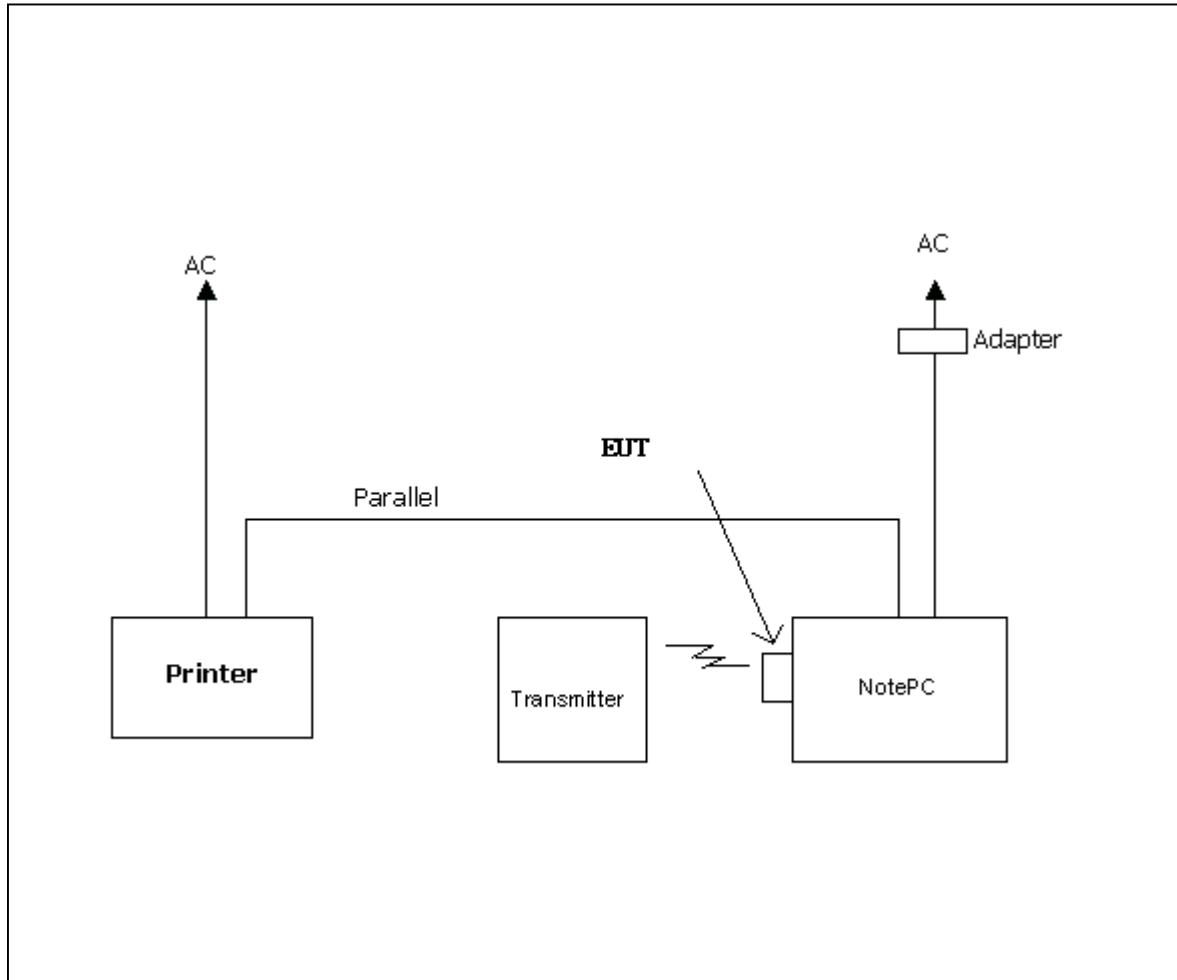 AC
AC
Adapter
EUT
Parallel
Printer
Transmitter
NotePC